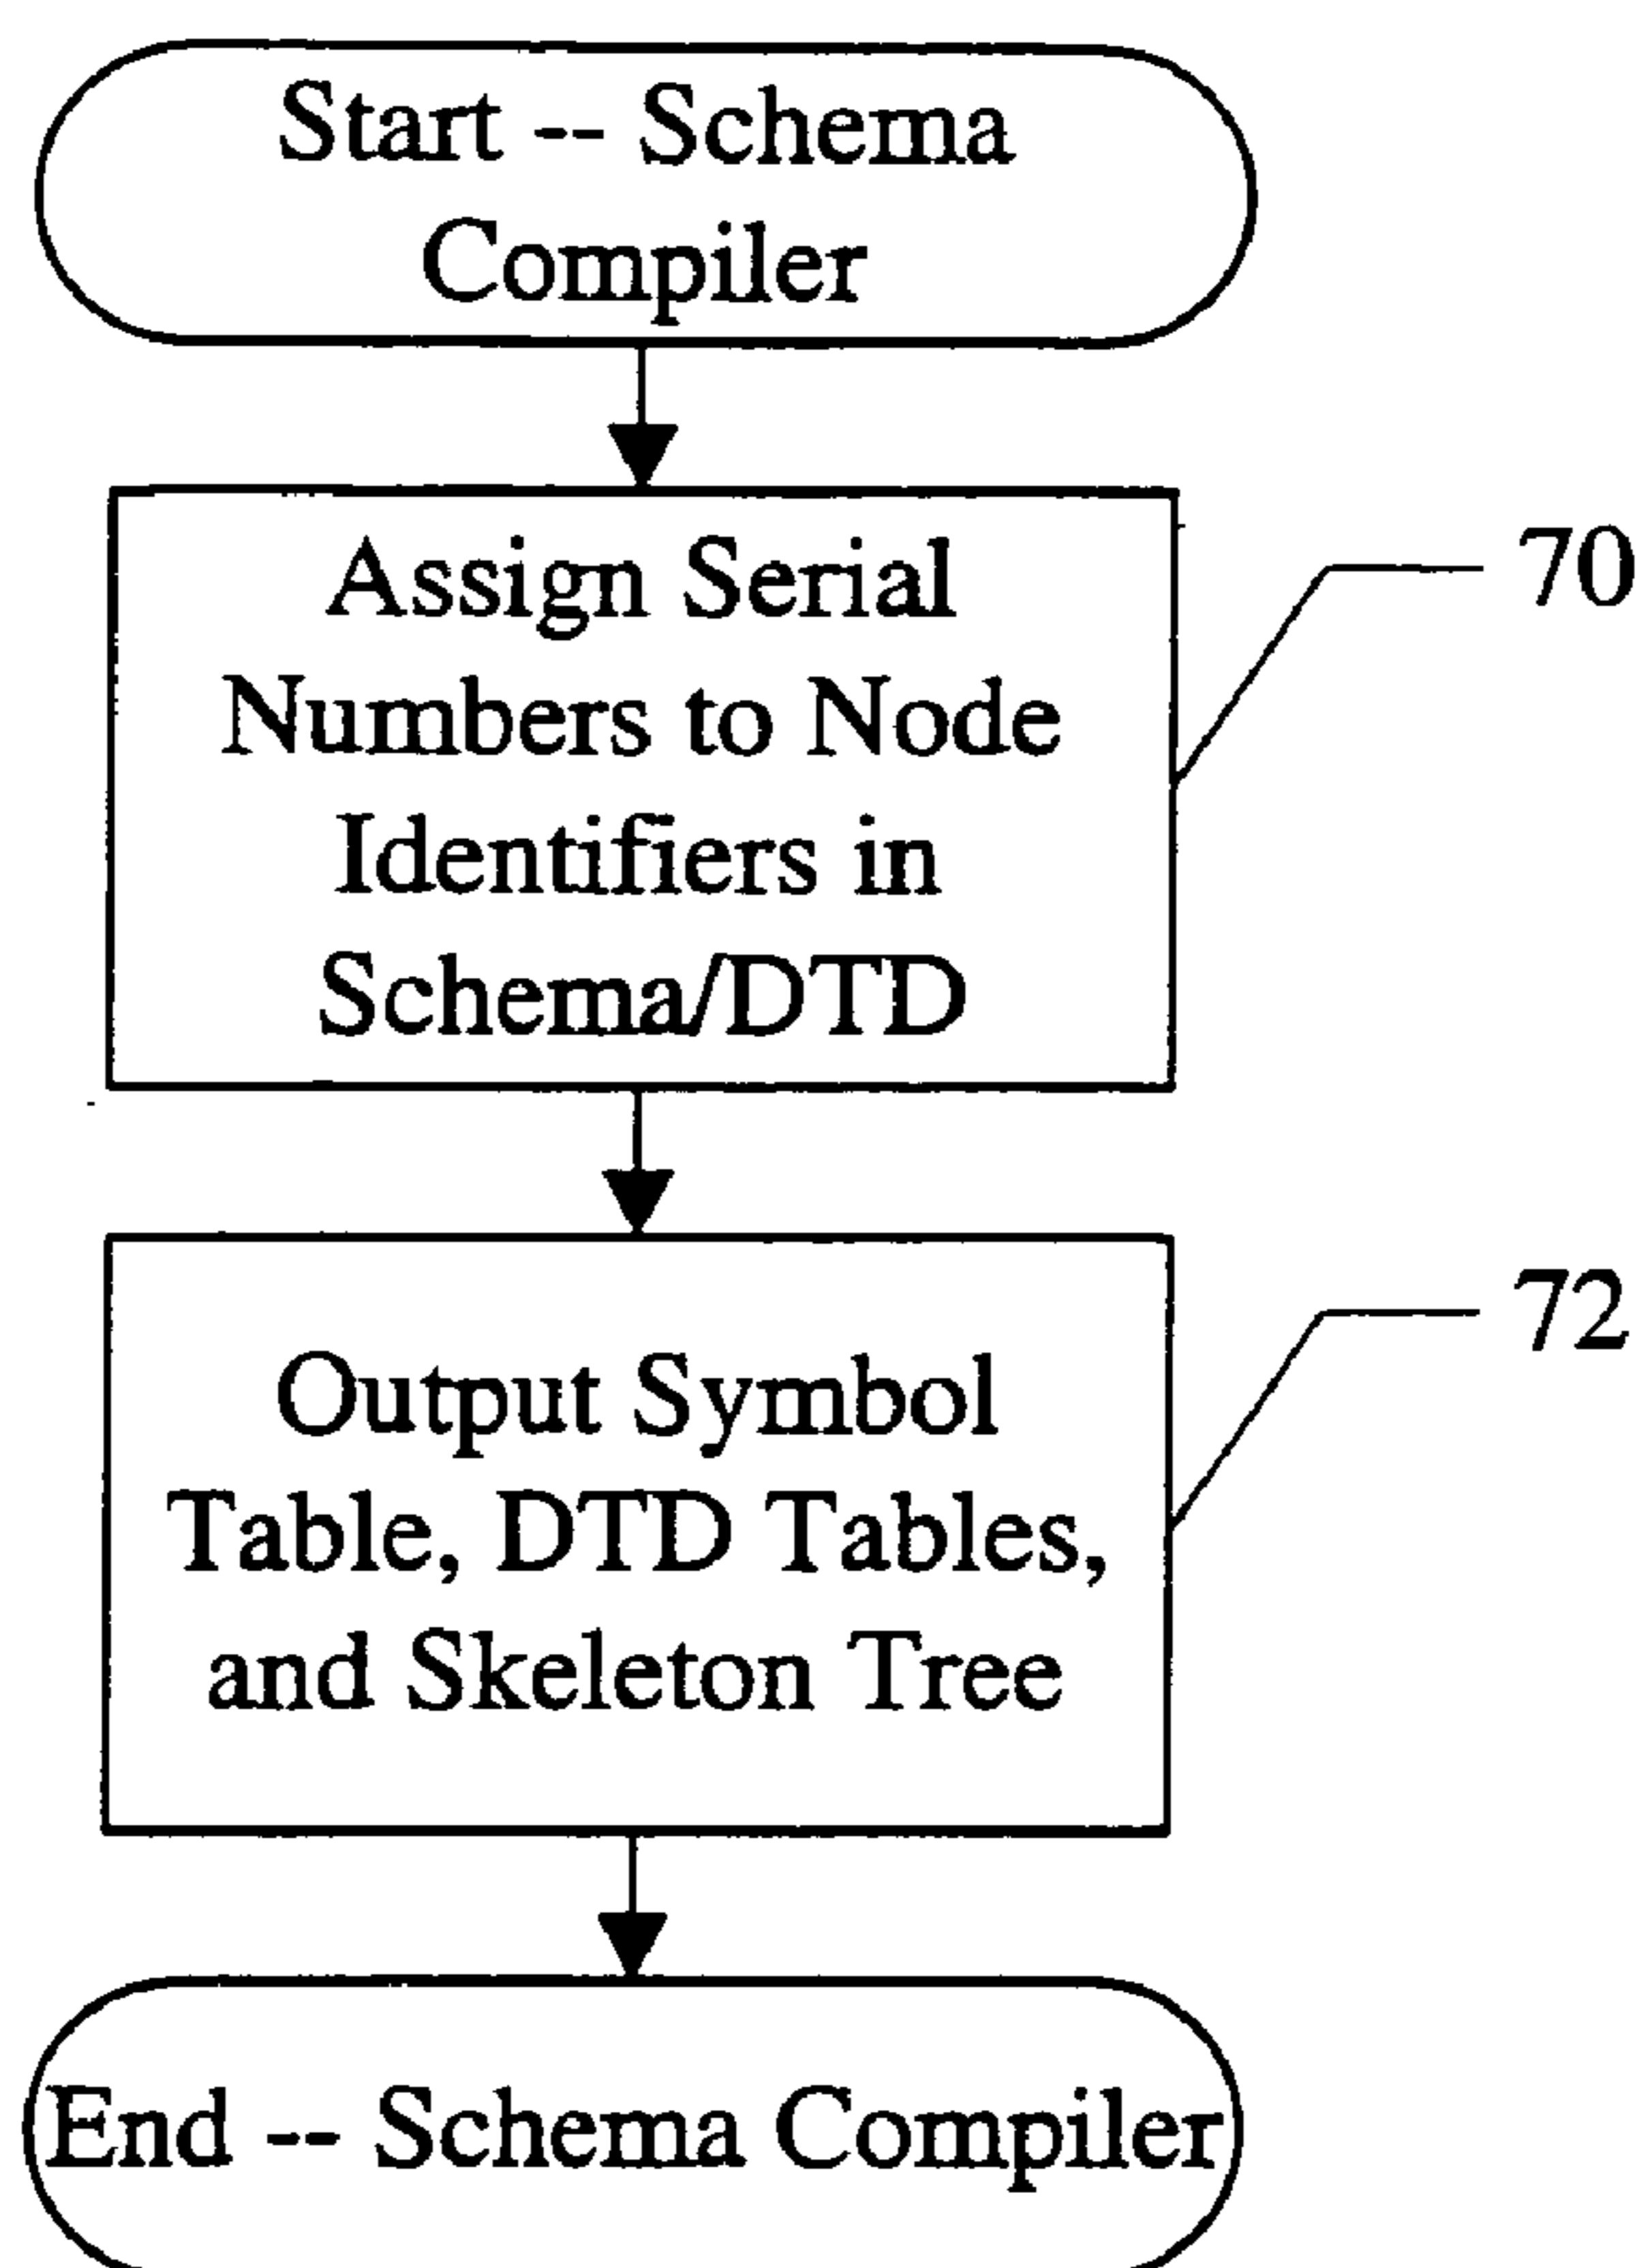 Start -- Schema
Compiler
Assign Serial
Numbers to Node
Identifiers in
Schema/DTD
70
Output Symbol
Table, DTD Tables,
and Skeleton Tree
72
End -- Schema Compiler